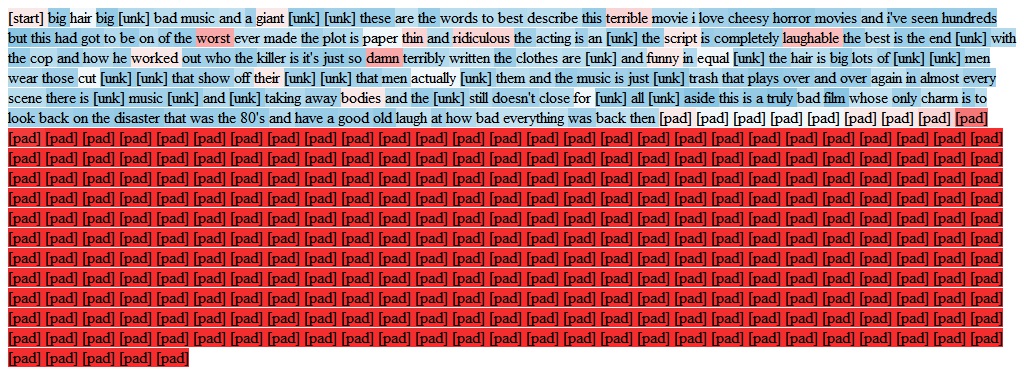 [start] big hair big [unk] bad music and a giant [unk] [unk] these are the words to best describe this terrible movie i love cheesy horror movies and i've seen hundreds
but this had got to be on of the worst ever made the plot is paper thin and ridiculous the acting is an [unk] the script is completely laughable the best is the end [unk] with
the cop and how he worked out who the killer is it's just so damn terribly written the clothes are [unk] and funny in equal [unk] the hair is big lots of [unk] [unk] men
wear those cut [unk] [unk] [unk] that show off their [unk] [unk] that men actually [unk] them and the music is just [unk] trash that plays over and over again in almost every
scene there is [unk] music [unk] and [unk] taking away bodies and the [unk] still doesn't close for [unk] all [unk] aside this is a truly bad film whose only charm is to
look back on the disaster that was the 80's and have a good old laugh at how bad everything was back then [pad] [pad] [pad] [pad] [pad] [pad] [pad] [pad] [pad]
[pad] [pad] [pad] [pad] [pad] [pad] [pad] [pad] [pad] [pad] [pad] [pad] [pad] [pad] [pad] [pad] [pad] [pad] [pad] [pad] [pad] [pad] [pad] [pad] [pad] [pad] [pad]
[pad] [pad] [pad] [pad] [pad] [pad] [pad] [pad] [pad] [pad] [pad] [pad] [pad] [pad] [pad] [pad] [pad] [pad] [pad] [pad] [pad] [pad] [pad] [pad] [pad] [pad] [pad]
[pad] [pad] [pad] [pad] [pad] [pad] [pad] [pad] [pad] [pad] [pad] [pad] [pad] [pad] [pad] [pad] [pad] [pad] [pad] [pad] [pad] [pad] [pad] [pad] [pad] [pad] [pad]
[pad] [pad] [pad] [pad] [pad] [pad] [pad] [pad] [pad] [pad] [pad] [pad] [pad] [pad] [pad] [pad] [pad] [pad] [pad] [pad] [pad] [pad] [pad] [pad] [pad] [pad] [pad]
[pad] [pad] [pad] [pad] [pad] [pad] [pad] [pad] [pad] [pad] [pad] [pad] [pad] [pad] [pad] [pad] [pad] [pad] [pad] [pad] [pad] [pad] [pad] [pad] [pad] [pad] [pad]
[pad] [pad] [pad] [pad] [pad] [pad] [pad] [pad] [pad] [pad] [pad] [pad] [pad] [pad] [pad] [pad] [pad] [pad] [pad] [pad] [pad] [pad] [pad] [pad] [pad] [pad] [pad]
[pad] [pad] [pad] [pad] [pad] [pad] [pad] [pad] [pad] [pad] [pad] [pad] [pad] [pad] [pad] [pad] [pad] [pad] [pad] [pad] [pad] [pad] [pad] [pad] [pad] [pad] [pad]
[pad] [pad] [pad] [pad] [pad] [pad] [pad] [pad] [pad] [pad] [pad] [pad] [pad] [pad] [pad] [pad] [pad] [pad] [pad] [pad] [pad] [pad] [pad] [pad] [pad] [pad] [pad]
[pad] [pad] [pad] [pad] [pad] [pad] [pad] [pad] [pad] [pad] [pad] [pad] [pad] [pad] [pad] [pad] [pad] [pad] [pad] [pad] [pad] [pad] [pad] [pad] [pad] [pad] [pad]
[pad] [pad] [pad] [pad] [pad] [pad] [pad] [pad] [pad] [pad] [pad] [pad] [pad] [pad] [pad] [pad] [pad] [pad] [pad] [pad] [pad] [pad] [pad] [pad] [pad] [pad] [pad]
[pad] [pad] [pad] [pad] [pad] [pad] [pad] [pad] [pad] [pad] [pad] [pad] [pad] [pad] [pad] [pad] [pad] [pad] [pad] [pad] [pad] [pad] [pad] [pad] [pad] [pad] [pad]
[pad] [pad] [pad] [pad] [pad]